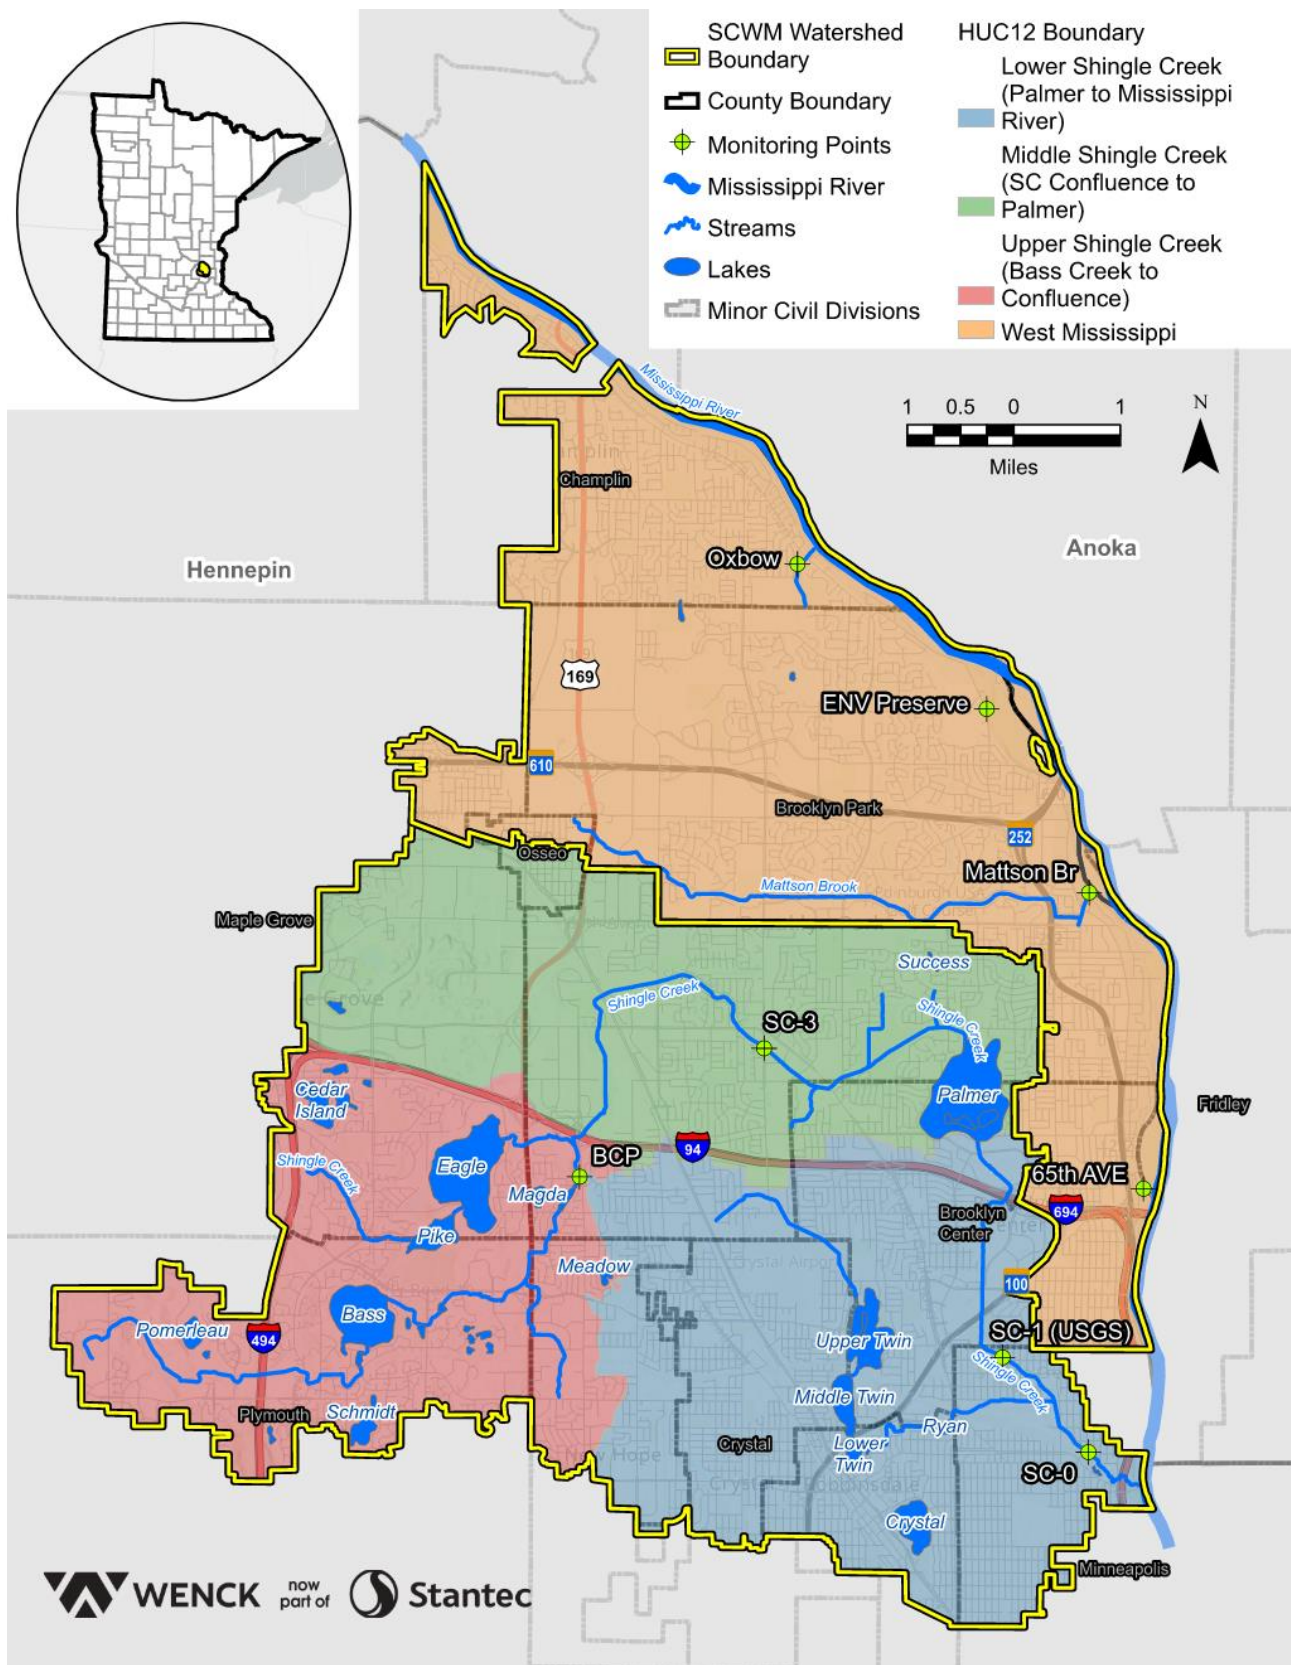 SCWM Watershed
Boundary
County Boundary
Monitoring Points
Mississippi River
Streams
Lakes
Minor Civil Divisions
HUC12 Boundary
Lower Shingle Creek
(Palmer to Mississippi
River)
Middle Shingle Creek
(SC Confluence to
Palmer)
Upper Shingle Creek
(Bass Creek to
Confluence)
West Mississippi
1 0.5 0 1
Miles
N
Mississippi River
Champlin
Oxbow
Anoka
Hennepin
169
ENV Preserve
610
Brooklyn Park
252
Osseo
Mattson Br
Mattson Brook
Edinburgh USA
Maple Grove
Success
Shingle Creek
Shingle Creek
SC-3
Cedar
Island
Palmer
Fridley
94
BCP
Eagle
Shingle Creek
65th AVE
Magda
694
Brooklyn
Center
Pike
Meadow
Crystal Airport
100
Bass
Pomerleau
494
Upper Twin
SC-1 (USGS)
Shingle Creek
Middle Twin
Plymouth
Schmidt
Ryan
Crystal
Lower
Twin
New Hope
SC-0
Crystal
Minneapolis
WENCK
now
part of
Stantec